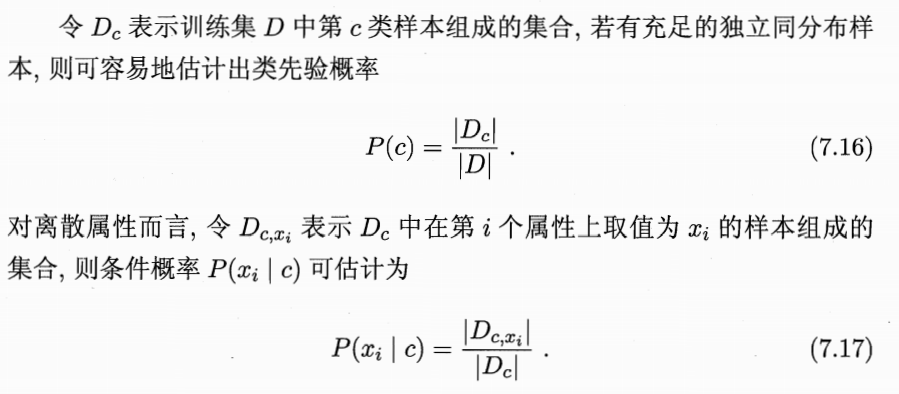 令 $D_c$ 表示训练集 $D$ 中第 $c$ 类样本组成的集合, 若有充足的独立同分布样
本, 则可容易地估计出类先验概率
$P(c) = \frac{|D_c|}{|D|}$ . (7.16)
对离散属性而言, 令 $D_{c,x_i}$ 表示 $D_c$ 中在第 $i$ 个属性上取值为 $x_i$ 的样本组成的
集合, 则条件概率 $P(x_i \mid c)$ 可估计为
$P(x_i \mid c) = \frac{|D_{c,x_i}|}{|D_c|}$ . (7.17)